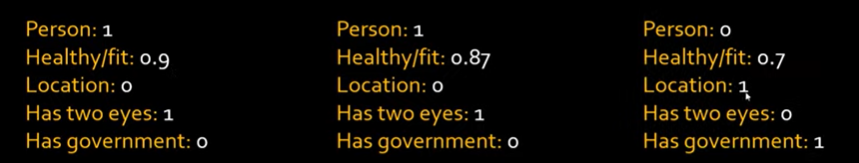 Person: 1
Healthy/fit: 0.9
Location: 0
Has two eyes: 1
Has government: 0
Person: 1
Healthy/fit: 0.87
Location: 0
Has two eyes: 1
Has government: 0
Person: 0
Healthy/fit: 0.7
Location: 1
Has two eyes: 0
Has government: 1